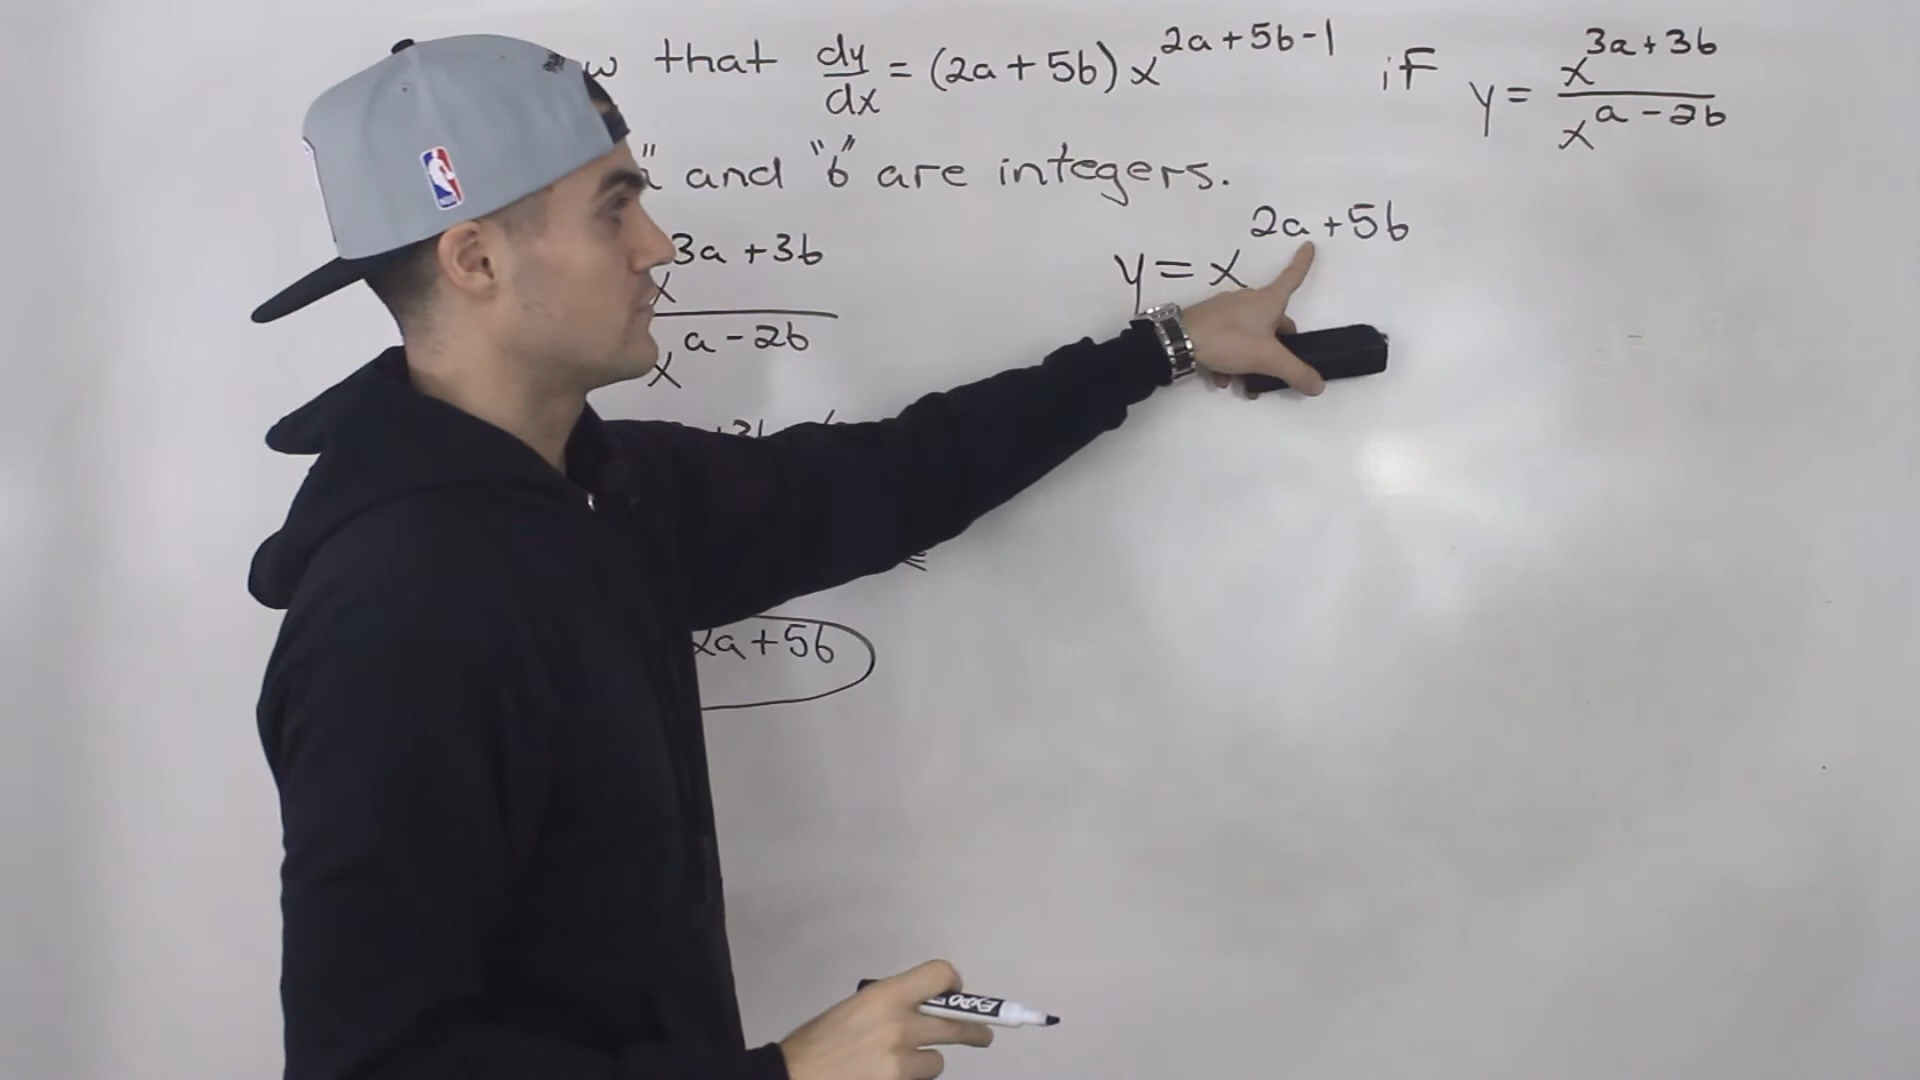 w that dy/dx = (2a + 5b) x^(2a + 5b - 1) if y = x^(3a + 3b) / x^(a - 2b)
a" and "b" are integers.
x^(3a + 3b) / x^(a - 2b)
y = x^(2a + 5b)
2a + 5b
EXPO